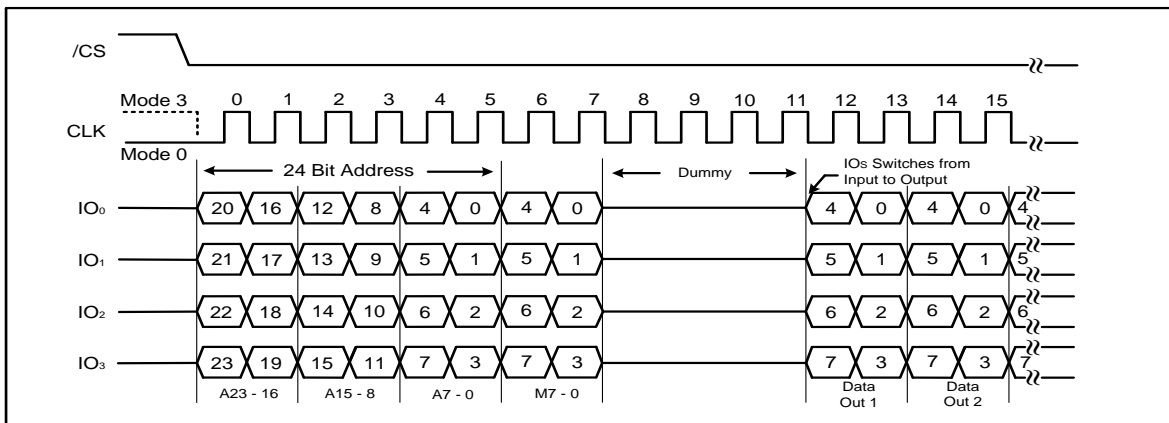 /CS
Mode 3 0 1 2 3 4 5 6 7 8 9 10 11 12 13 14 15
CLK
Mode 0
24 Bit Address Dummy IOs Switches from
Input to Output
IO₀ 20 16 12 8 4 0 4 0 4 0 4 0 4
IO₁ 21 17 13 9 5 1 5 1 5 1 5 1 5
IO₂ 22 18 14 10 6 2 6 2 6 2 6 2 6
IO₃ 23 19 15 11 7 3 7 3 7 3 7 3 7
A23 - 16 A15 - 8 A7 - 0 M7 - 0 Data Data
Out 1 Out 2